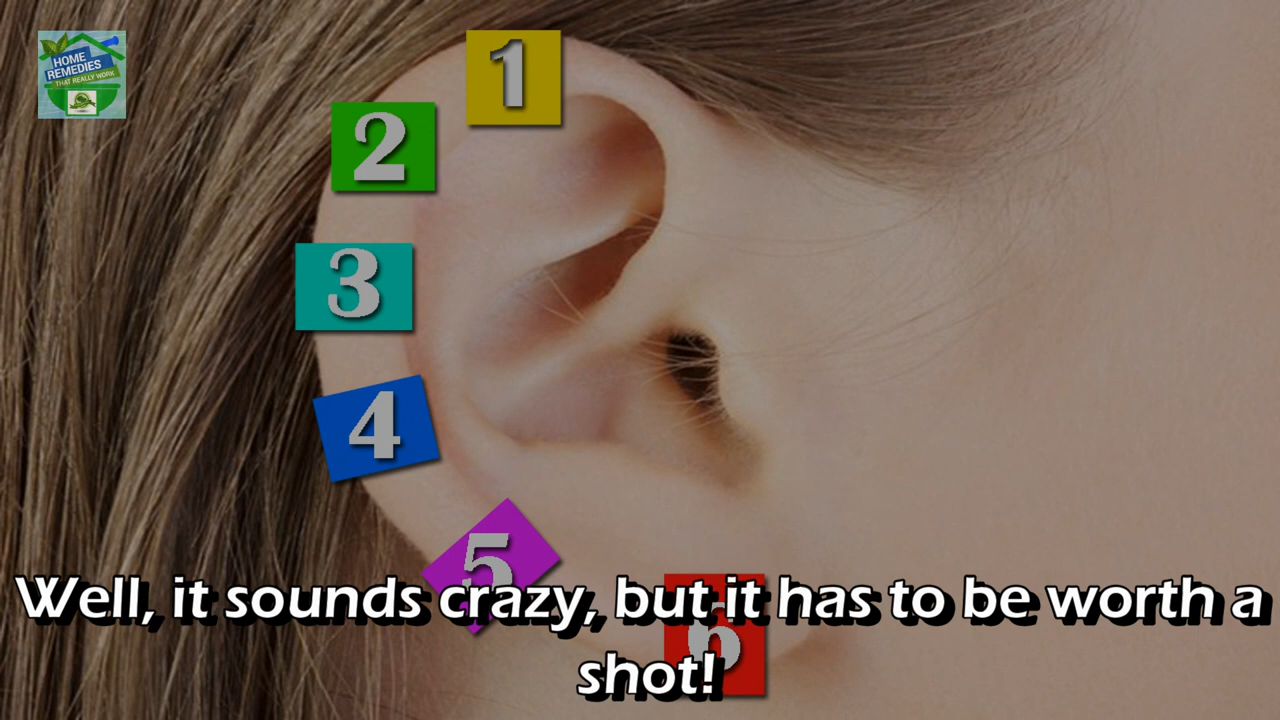 HOME
REMEDIES
THAT REALLY WORK
1
2
3
4
5
6
Well, it sounds crazy, but it has to be worth a
shot!